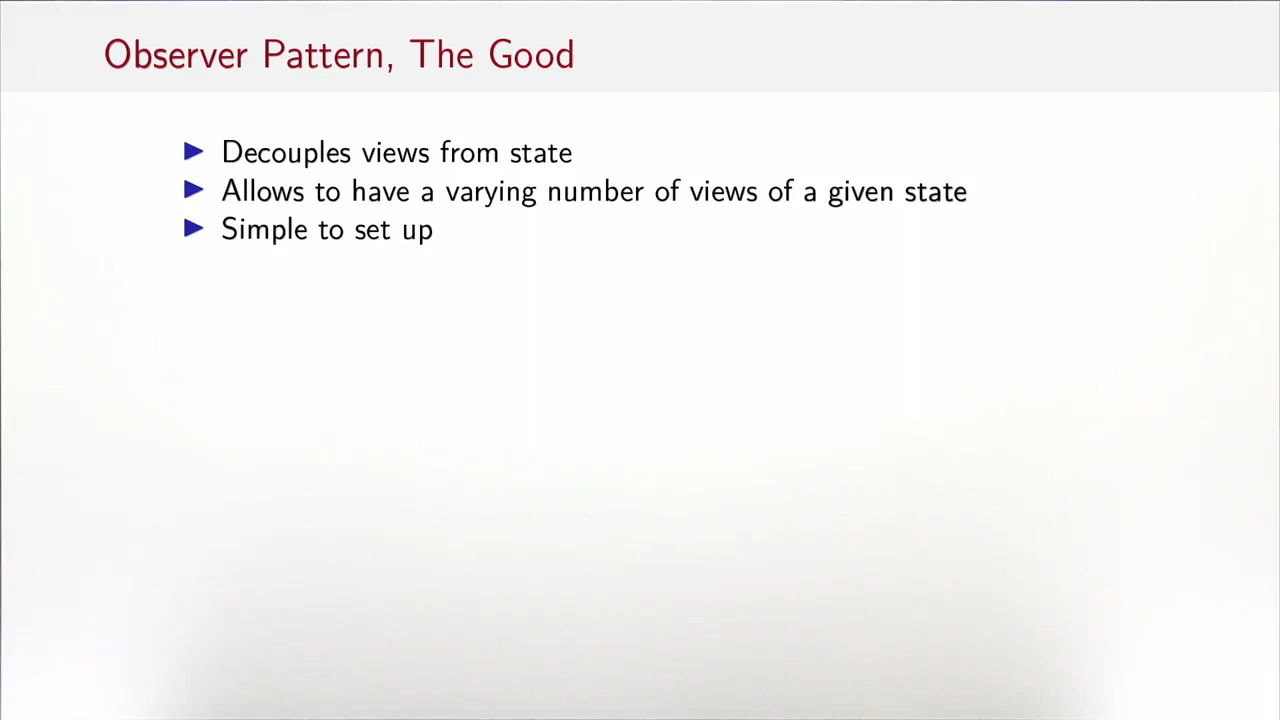 Observer Pattern, The Good
Decouples views from state
Allows to have a varying number of views of a given state
Simple to set up